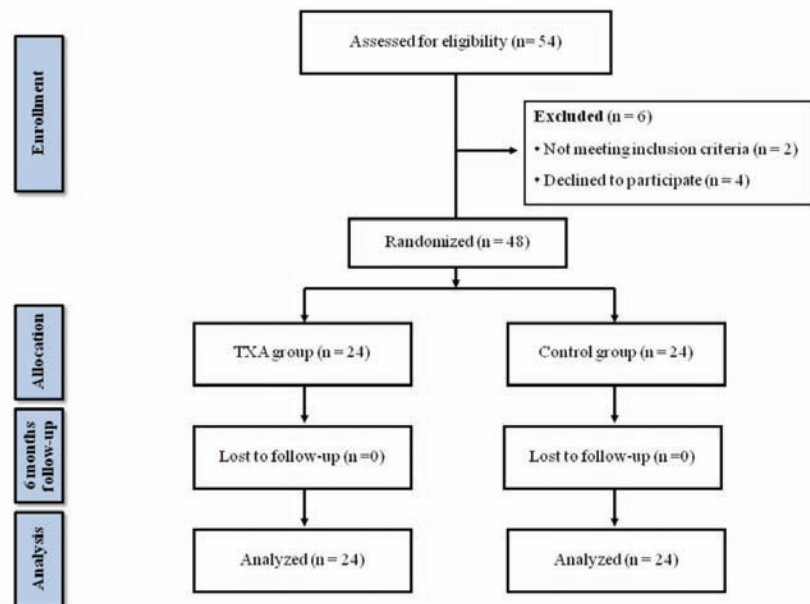 Enrollment
Assessed for eligibility (n= 54)
Excluded (n = 6)
• Not meeting inclusion criteria (n = 2)
• Declined to participate (n = 4)
Randomized (n = 48)
Allocation
TXA group (n = 24)
Control group (n = 24)
6 months
follow-up
Lost to follow-up (n =0)
Lost to follow-up (n =0)
Analysis
Analyzed (n = 24)
Analyzed (n = 24)